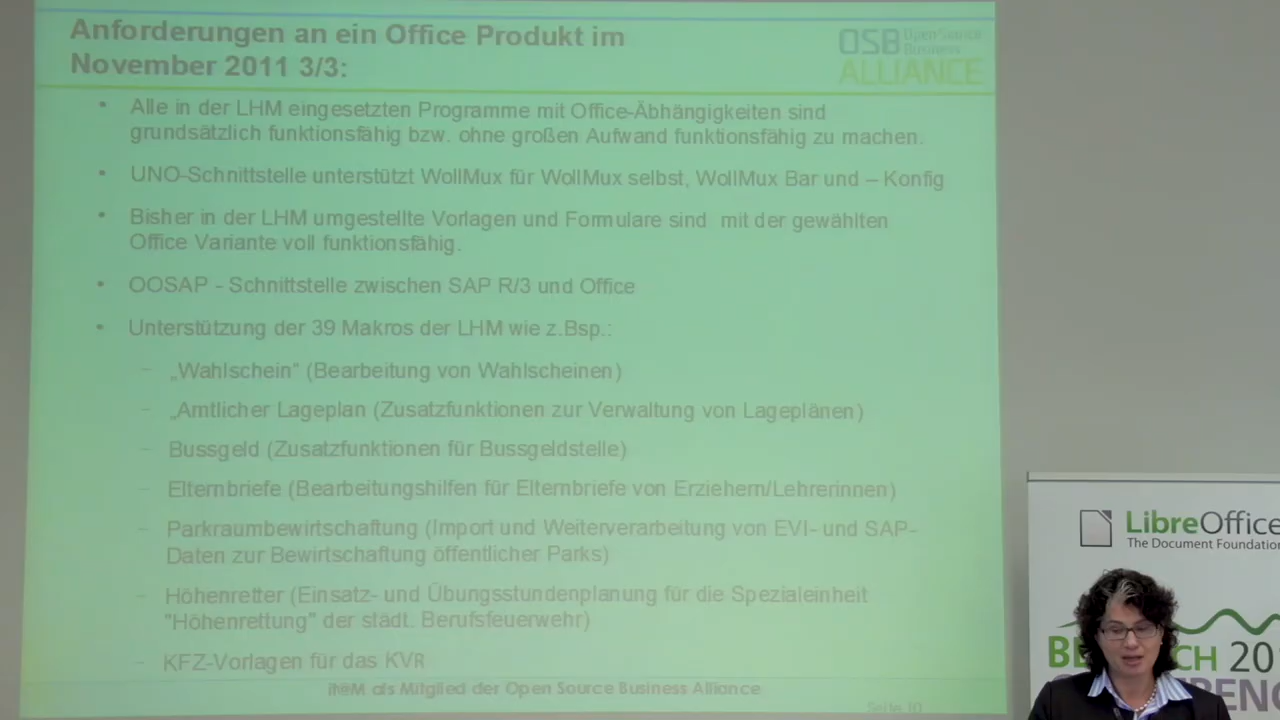 Anforderungen an ein Office Produkt im
November 2011 3/3:
OSB Open Source
Business
ALLIANCE
• Alle in der LHM eingesetzten Programme mit Office-Abhängigkeiten sind
grundsätzlich funktionsfähig bzw. ohne großen Aufwand funktionsfähig zu machen.
• UNO-Schnittstelle unterstützt WollMux für WollMux selbst, WollMux Bar und – Konfig
• Bisher in der LHM umgestellte Vorlagen und Formulare sind mit der gewählten
Office Variante voll funktionsfähig.
• OOSAP - Schnittstelle zwischen SAP R/3 und Office
• Unterstützung der 39 Makros der LHM wie z.Bsp.:
– „Wahlschein“ (Bearbeitung von Wahlscheinen)
– „Amtlicher Lageplan (Zusatzfunktionen zur Verwaltung von Lageplänen)
– Bussgeld (Zusatzfunktionen für Bussgeldstelle)
– Elternbriefe (Bearbeitungshilfen für Elternbriefe von Erziehern/Lehrerinnen)
– Parkraumbewirtschaftung (Import und Weiterverarbeitung von EVI- und SAP-
Daten zur Bewirtschaftung öffentlicher Parks)
– Höhenretter (Einsatz- und Übungsstundenplanung für die Spezialeinheit
"Höhenrettung" der städt. Berufsfeuerwehr)
– KFZ-Vorlagen für das KVR
it@M als Mitglied der Open Source Business Alliance
Seite 10
LibreOffice
The Document Foundation